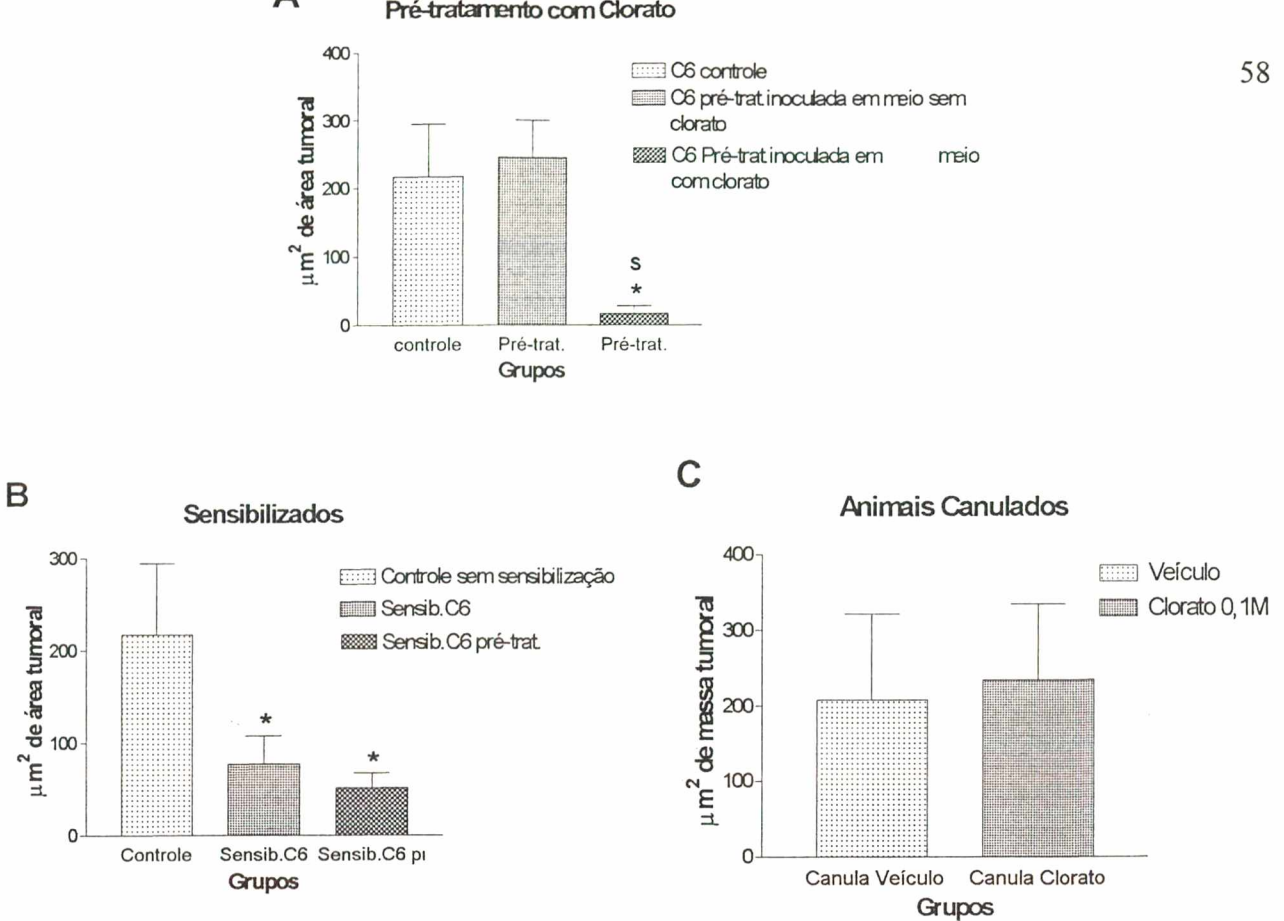 A
Pré-tratamento com Clorato
58
400
300
200
100
0
µm² de área tumoral
C6 controle
C6 pré-trat.inoculada em meio sem
clorato
C6 Pré-trat.inoculada em meio
com clorato
S
*
controle Pré-trat. Pré-trat.
Grupos
B
Sensibilizados
300
200
100
0
µm² de área tumoral
Controle sem sensibilização
Sensib.C6
Sensib.C6 pré-trat.
*
*
Controle Sensib.C6 Sensib.C6 pı
Grupos
C
Animais Canulados
400
300
200
100
0
µm² de massa tumoral
Veículo
Clorato 0,1M
Canula Veículo Canula Clorato
Grupos